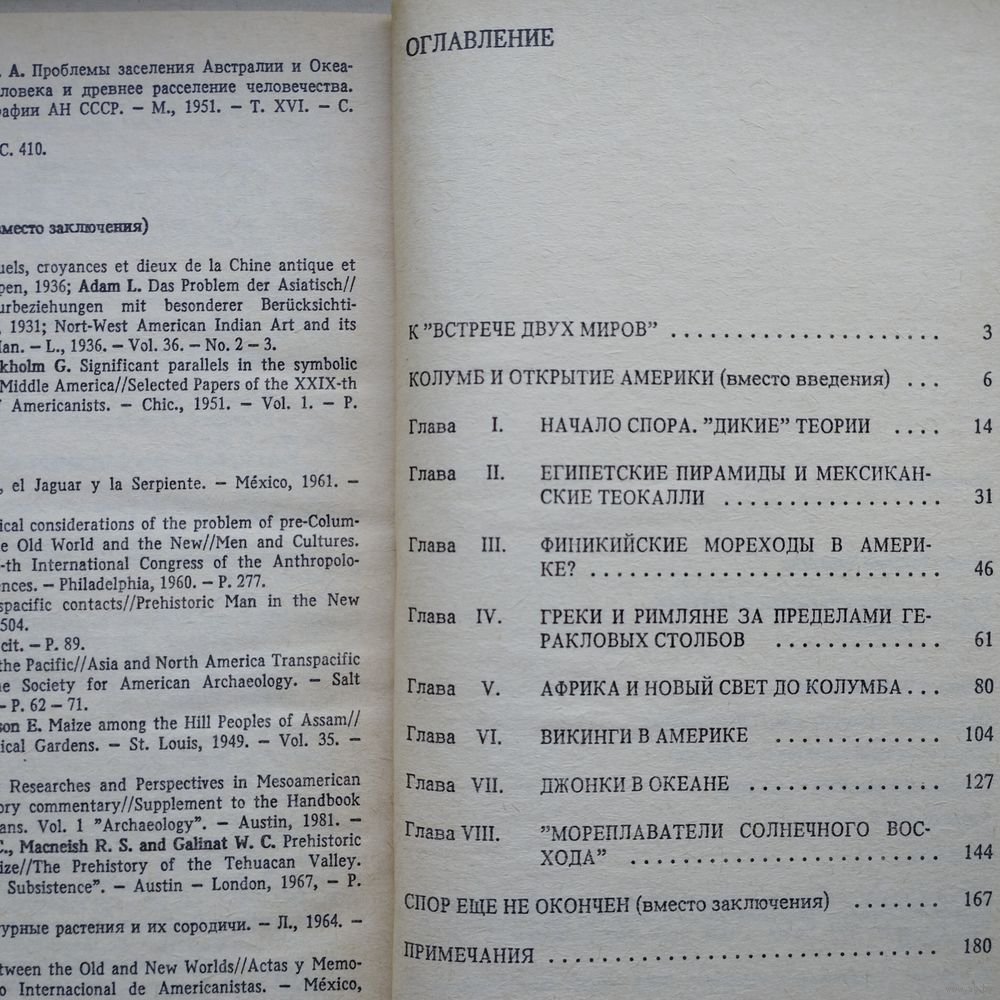 . А. Проблемы заселения Австралии и Океа-
ловека и древнее расселение человечества.
афии АН СССР. — М., 1951. — Т. XVI. — С.
С. 410.
вместо заключения)
uels, croyances et dieux de la Chine antique et
pen, 1936; Adam L. Das Problem der Asiatisch//
urbeziehungen mit besonderer Berücksichti-
, 1931; Nort-West American Indian Art and its
an. — L., 1936. — Vol. 36. — No. 2 — 3.
kholm G. Significant parallels in the symbolic
Middle America//Selected Papers of the XXIX-th
Americanists. — Chic., 1951. — Vol. 1. — P.
, el Jaguar y la Serpiente. — México, 1961. —
ical considerations of the problem of pre-Colum-
e Old World and the New//Men and Cultures.
-th International Congress of the Anthropolo-
ences. — Philadelphia, 1960. — P. 277.
spacific contacts//Prehistoric Man in the New
504.
cit. — P. 89.
the Pacific//Asia and North America Transpacific
e Society for American Archaeology. — Salt
— P. 62 — 71.
son E. Maize among the Hill Peoples of Assam//
ical Gardens. — St. Louis, 1949. — Vol. 35. —
Researches and Perspectives in Mesoamerican
ory commentary//Supplement to the Handbook
ans. Vol. 1 "Archaeology". — Austin, 1981. —
C., Macneish R. S. and Galinat W. C. Prehistoric
ize//The Prehistory of the Tehuacan Valley.
Subsistence". — Austin — London, 1967, — P.
турные растения и их сородичи. — Л., 1964. —
tween the Old and New Worlds//Actas y Memo-
o Internacional de Americanistas. — México,
ОГЛАВЛЕНИЕ
К "ВСТРЕЧЕ ДВУХ МИРОВ" . . . . . . . . . . . . . . . . . . . . . 3
КОЛУМБ И ОТКРЫТИЕ АМЕРИКИ (вместо введения) . . . 6
Глава I. НАЧАЛО СПОРА. "ДИКИЕ" ТЕОРИИ . . . . 14
Глава II. ЕГИПЕТСКИЕ ПИРАМИДЫ И МЕКСИКАН-
СКИЕ ТЕОКАЛЛИ . . . . . . . . . . . . . . . . . 31
Глава III. ФИНИКИЙСКИЕ МОРЕХОДЫ В АМЕРИ-
КЕ? . . . . . . . . . . . . . . . . . . . . . . . . . . . 46
Глава IV. ГРЕКИ И РИМЛЯНЕ ЗА ПРЕДЕЛАМИ ГЕ-
РАКЛОВЫХ СТОЛБОВ . . . . . . . . . . . . . 61
Глава V. АФРИКА И НОВЫЙ СВЕТ ДО КОЛУМБА . . . 80
Глава VI. ВИКИНГИ В АМЕРИКЕ . . . . . . . . . . . . . 104
Глава VII. ДЖОНКИ В ОКЕАНЕ . . . . . . . . . . . . . . . 127
Глава VIII. "МОРЕПЛАВАТЕЛИ СОЛНЕЧНОГО ВОС-
ХОДА" . . . . . . . . . . . . . . . . . . . . . . . . 144
СПОР ЕЩЕ НЕ ОКОНЧЕН (вместо заключения) . . . . . . . 167
ПРИМЕЧАНИЯ . . . . . . . . . . . . . . . . . . . . . . . . . . . . . . 180